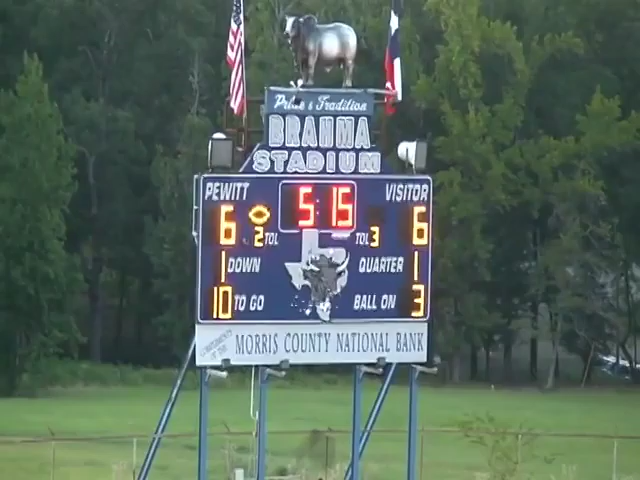 Pride & Tradition
BRAHMA
STADIUM
PEWITT 5:15 VISITOR
6 6
2 TOL TOL 3
1 DOWN QUARTER 1
10 TO GO BALL ON 3
MORRIS COUNTY NATIONAL BANK